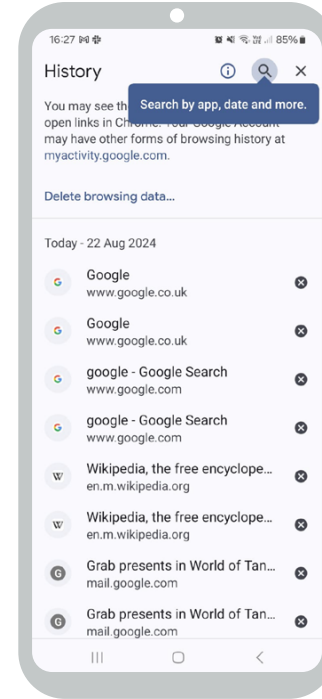 16:27
85%
History
Search by app, date and more.
You may see th
open links in Chrome. Your Google Account
may have other forms of browsing history at
myactivity.google.com.
Delete browsing data...
Today - 22 Aug 2024
Google
www.google.co.uk
Google
www.google.co.uk
google - Google Search
www.google.com
google - Google Search
www.google.com
W Wikipedia, the free encyclope...
en.m.wikipedia.org
W Wikipedia, the free encyclope...
en.m.wikipedia.org
G Grab presents in World of Tan...
mail.google.com
G Grab presents in World of Tan...
mail.google.com